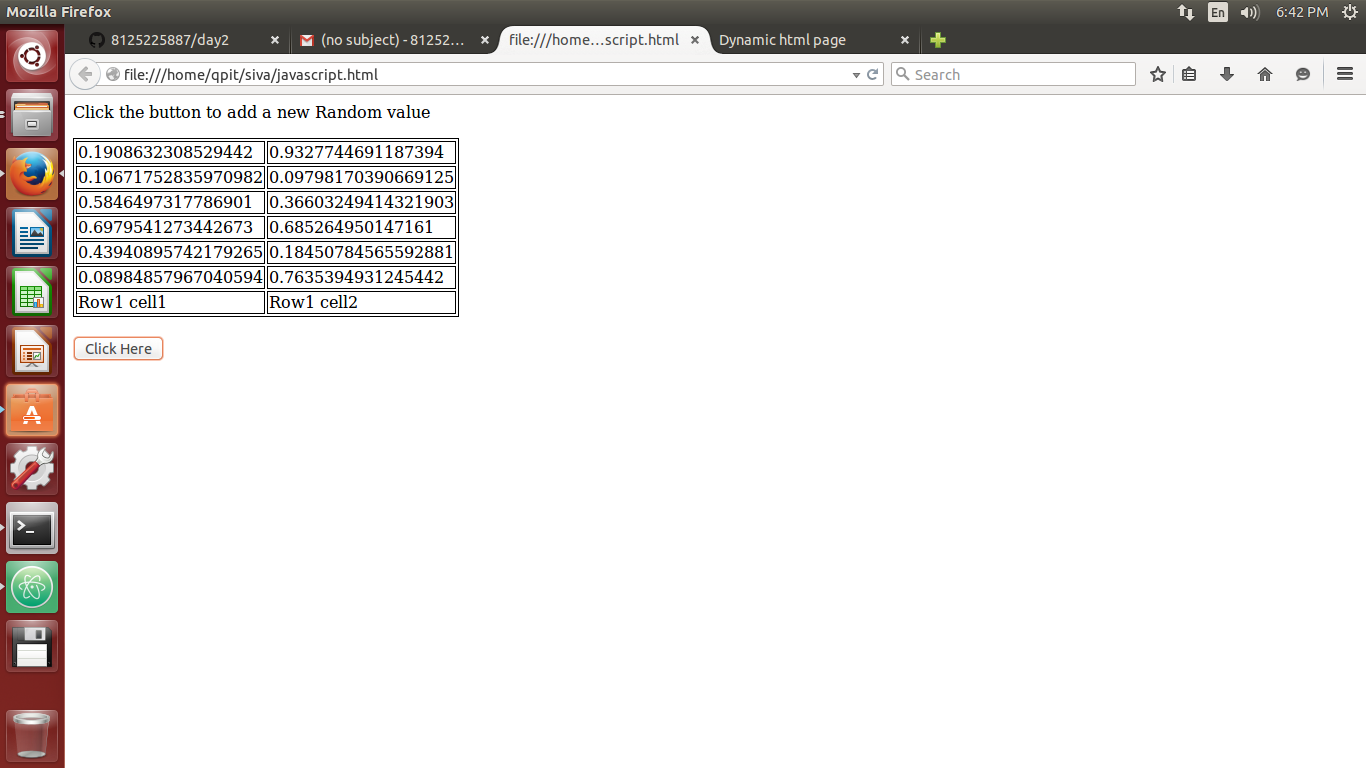 Mozilla Firefox
En
6:42 PM
8125225887/day2
(no subject) - 81252...
file:///home...script.html
Dynamic html page
file:///home/qpit/siva/javascript.html
Search
Click the button to add a new Random value
0.1908632308529442 0.9327744691187394
0.10671752835970982 0.09798170390669125
0.5846497317786901 0.36603249414321903
0.6979541273442673 0.685264950147161
0.43940895742179265 0.18450784565592881
0.08984857967040594 0.7635394931245442
Row1 cell1 Row1 cell2
Click Here